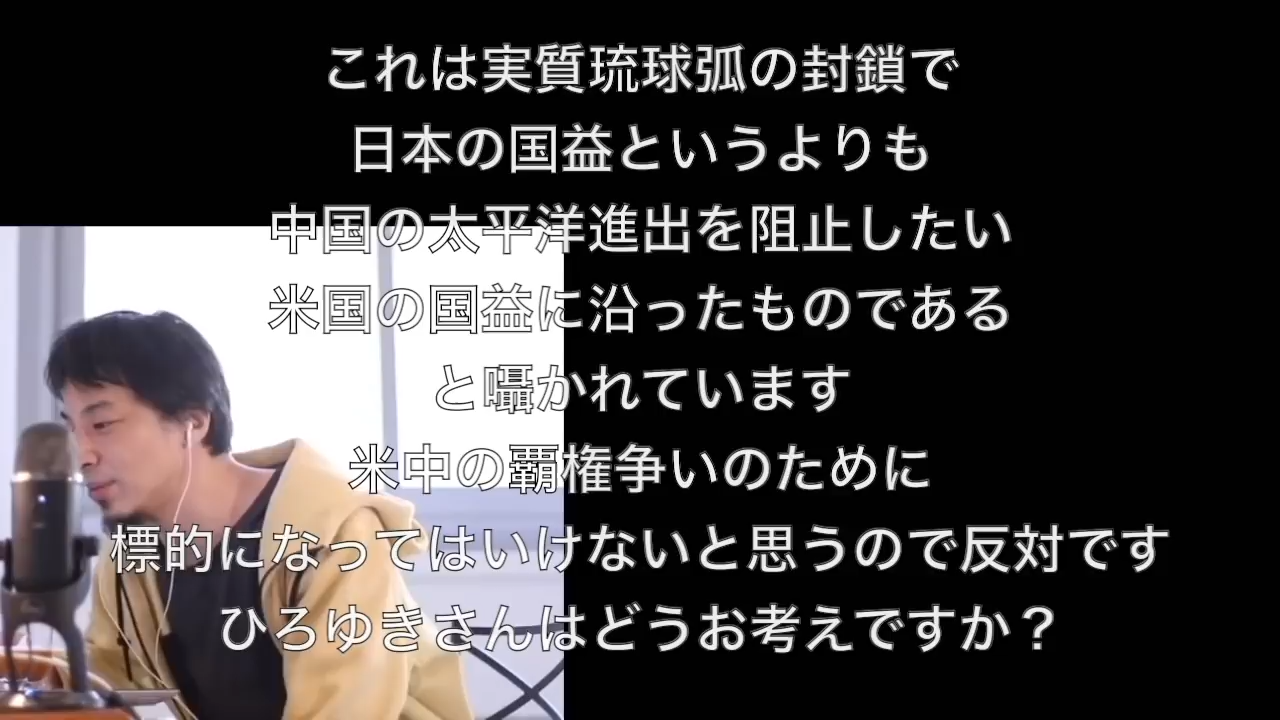 これは実質琉球弧の封鎖で
日本の国益というよりも
中国の太平洋進出を阻止したい
米国の国益に沿ったものである
と囁かれています
米中の覇権争いのために
標的になってはいけないと思うので反対です
ひろゆきさんはどうお考えですか？